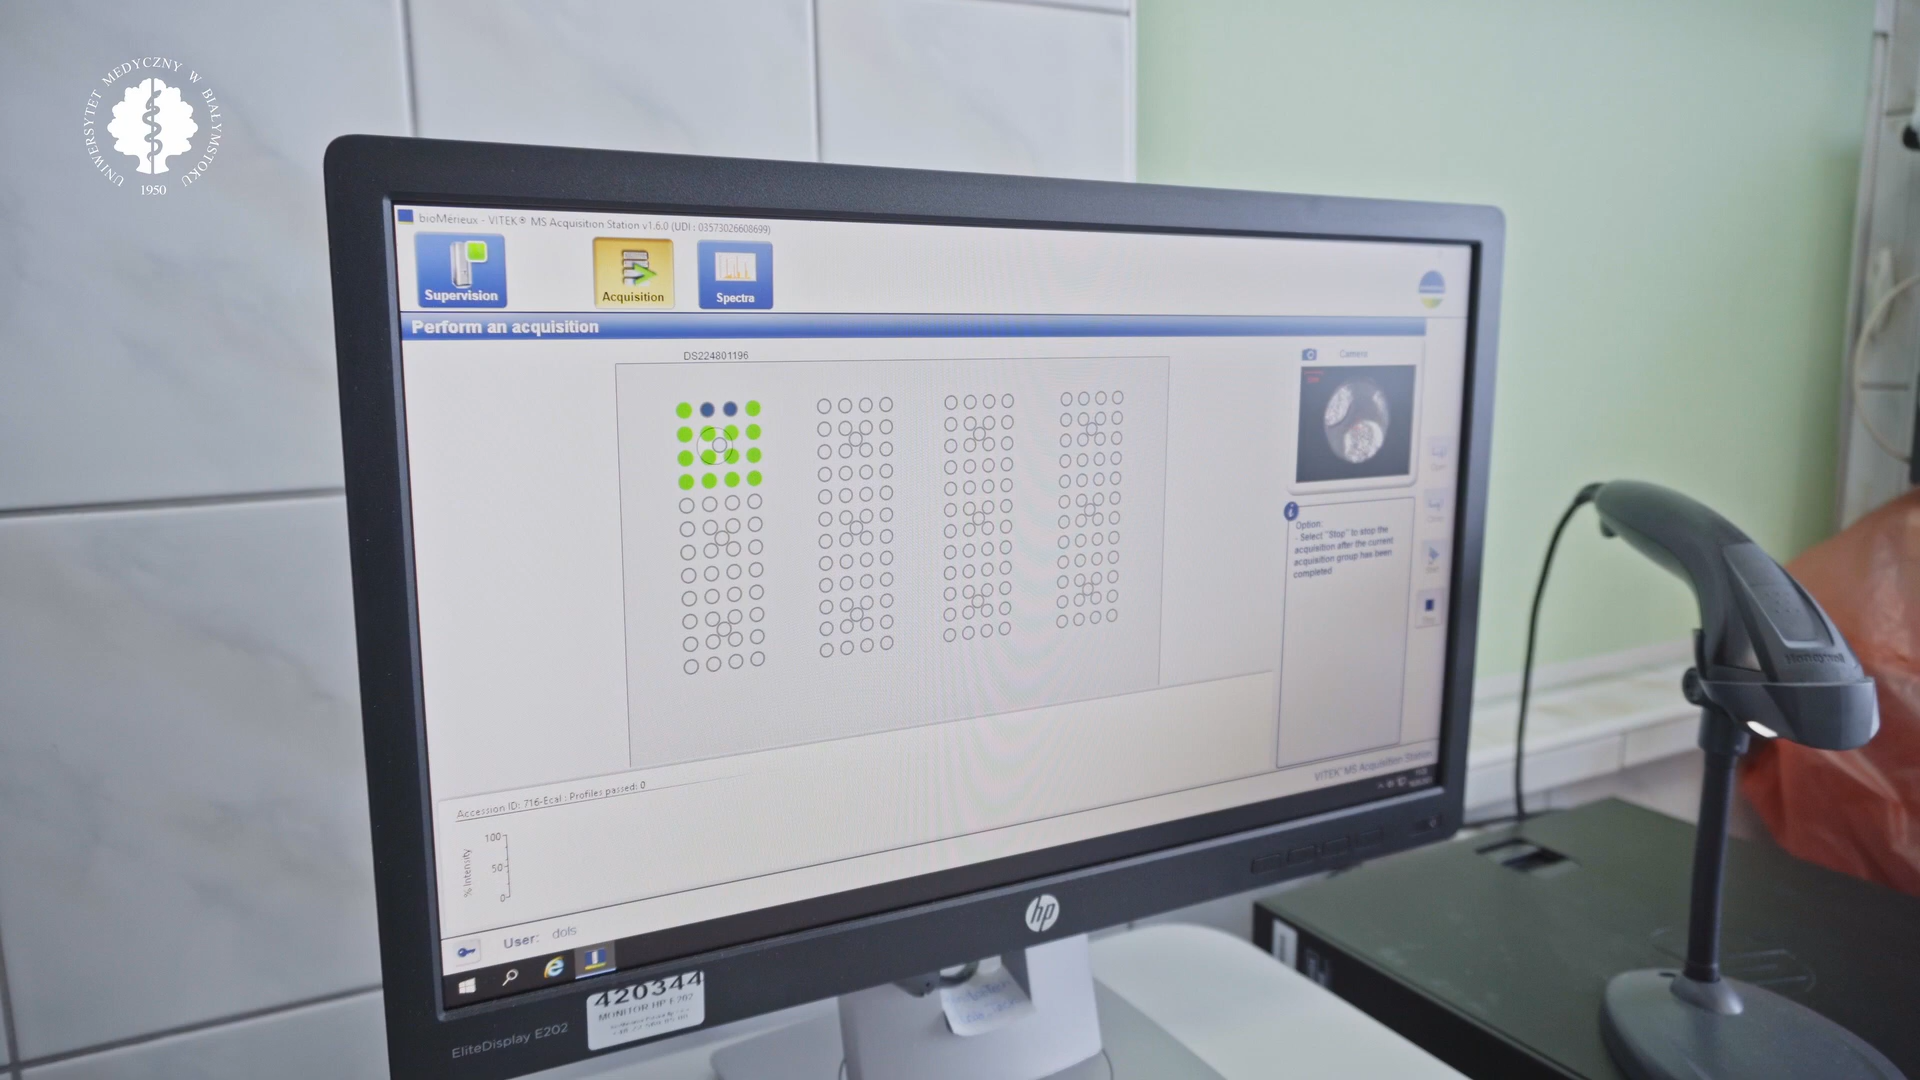 UNIWERSYTET MEDYCZNY W BIAŁYMSTOKU
1950
bioMérieux - VITEK® MS Acquisition Station v1.6.0 (UDI : 03573026608699)
Supervision
Acquisition
Spectra
Perform an acquisition
DS224801196
Camera
Option:
- Select "Stop" to stop the
acquisition after the current
acquisition group has been
completed
VITEK® MS Acquisition Station
Accession ID: 716-Ecal : Profiles passed: 0
100
50
0
% Intensity
User: dols
hp
420344
MONITOR HP E202
EliteDisplay E202
Honeywell